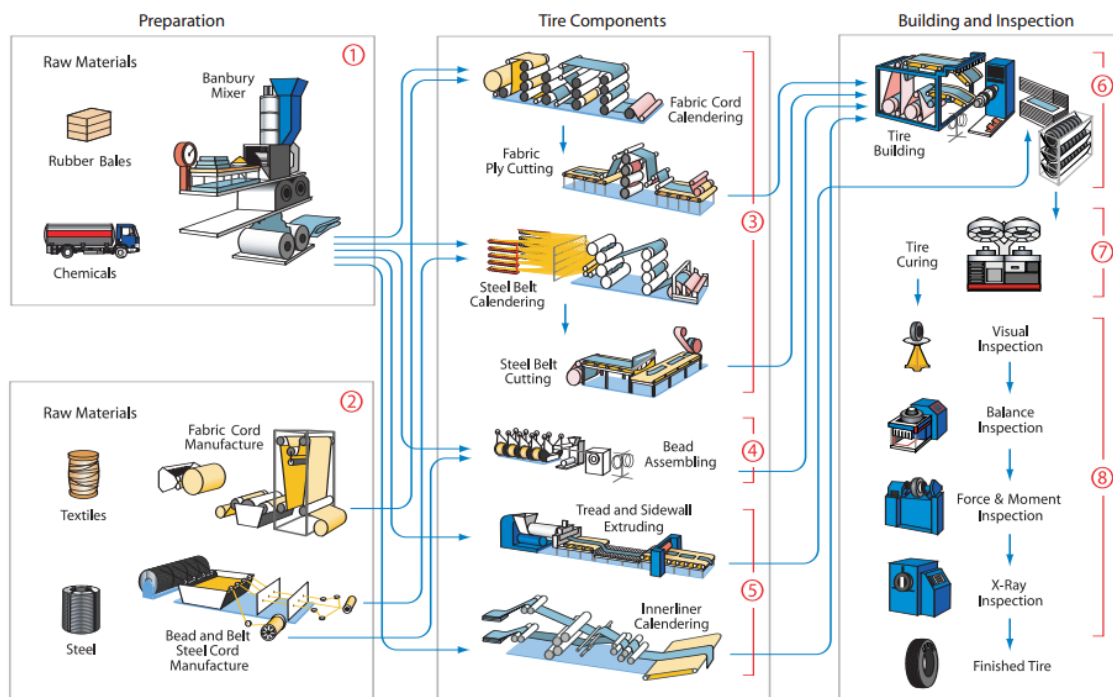 Preparation
Raw Materials
①
Banbury
Mixer
Rubber Bales
Chemicals
Raw Materials
②
Fabric Cord
Manufacture
Textiles
Steel
Bead and Belt
Steel Cord
Manufacture
Tire Components
Fabric Cord
Calendering
Fabric
Ply Cutting
③
Steel Belt
Calendering
Steel Belt
Cutting
Bead
Assembling
④
Tread and Sidewall
Extruding
⑤
Innerliner
Calendering
Building and Inspection
⑥
Tire
Building
⑦
Tire
Curing
Visual
Inspection
Balance
Inspection
⑧
Force & Moment
Inspection
X-Ray
Inspection
Finished Tire